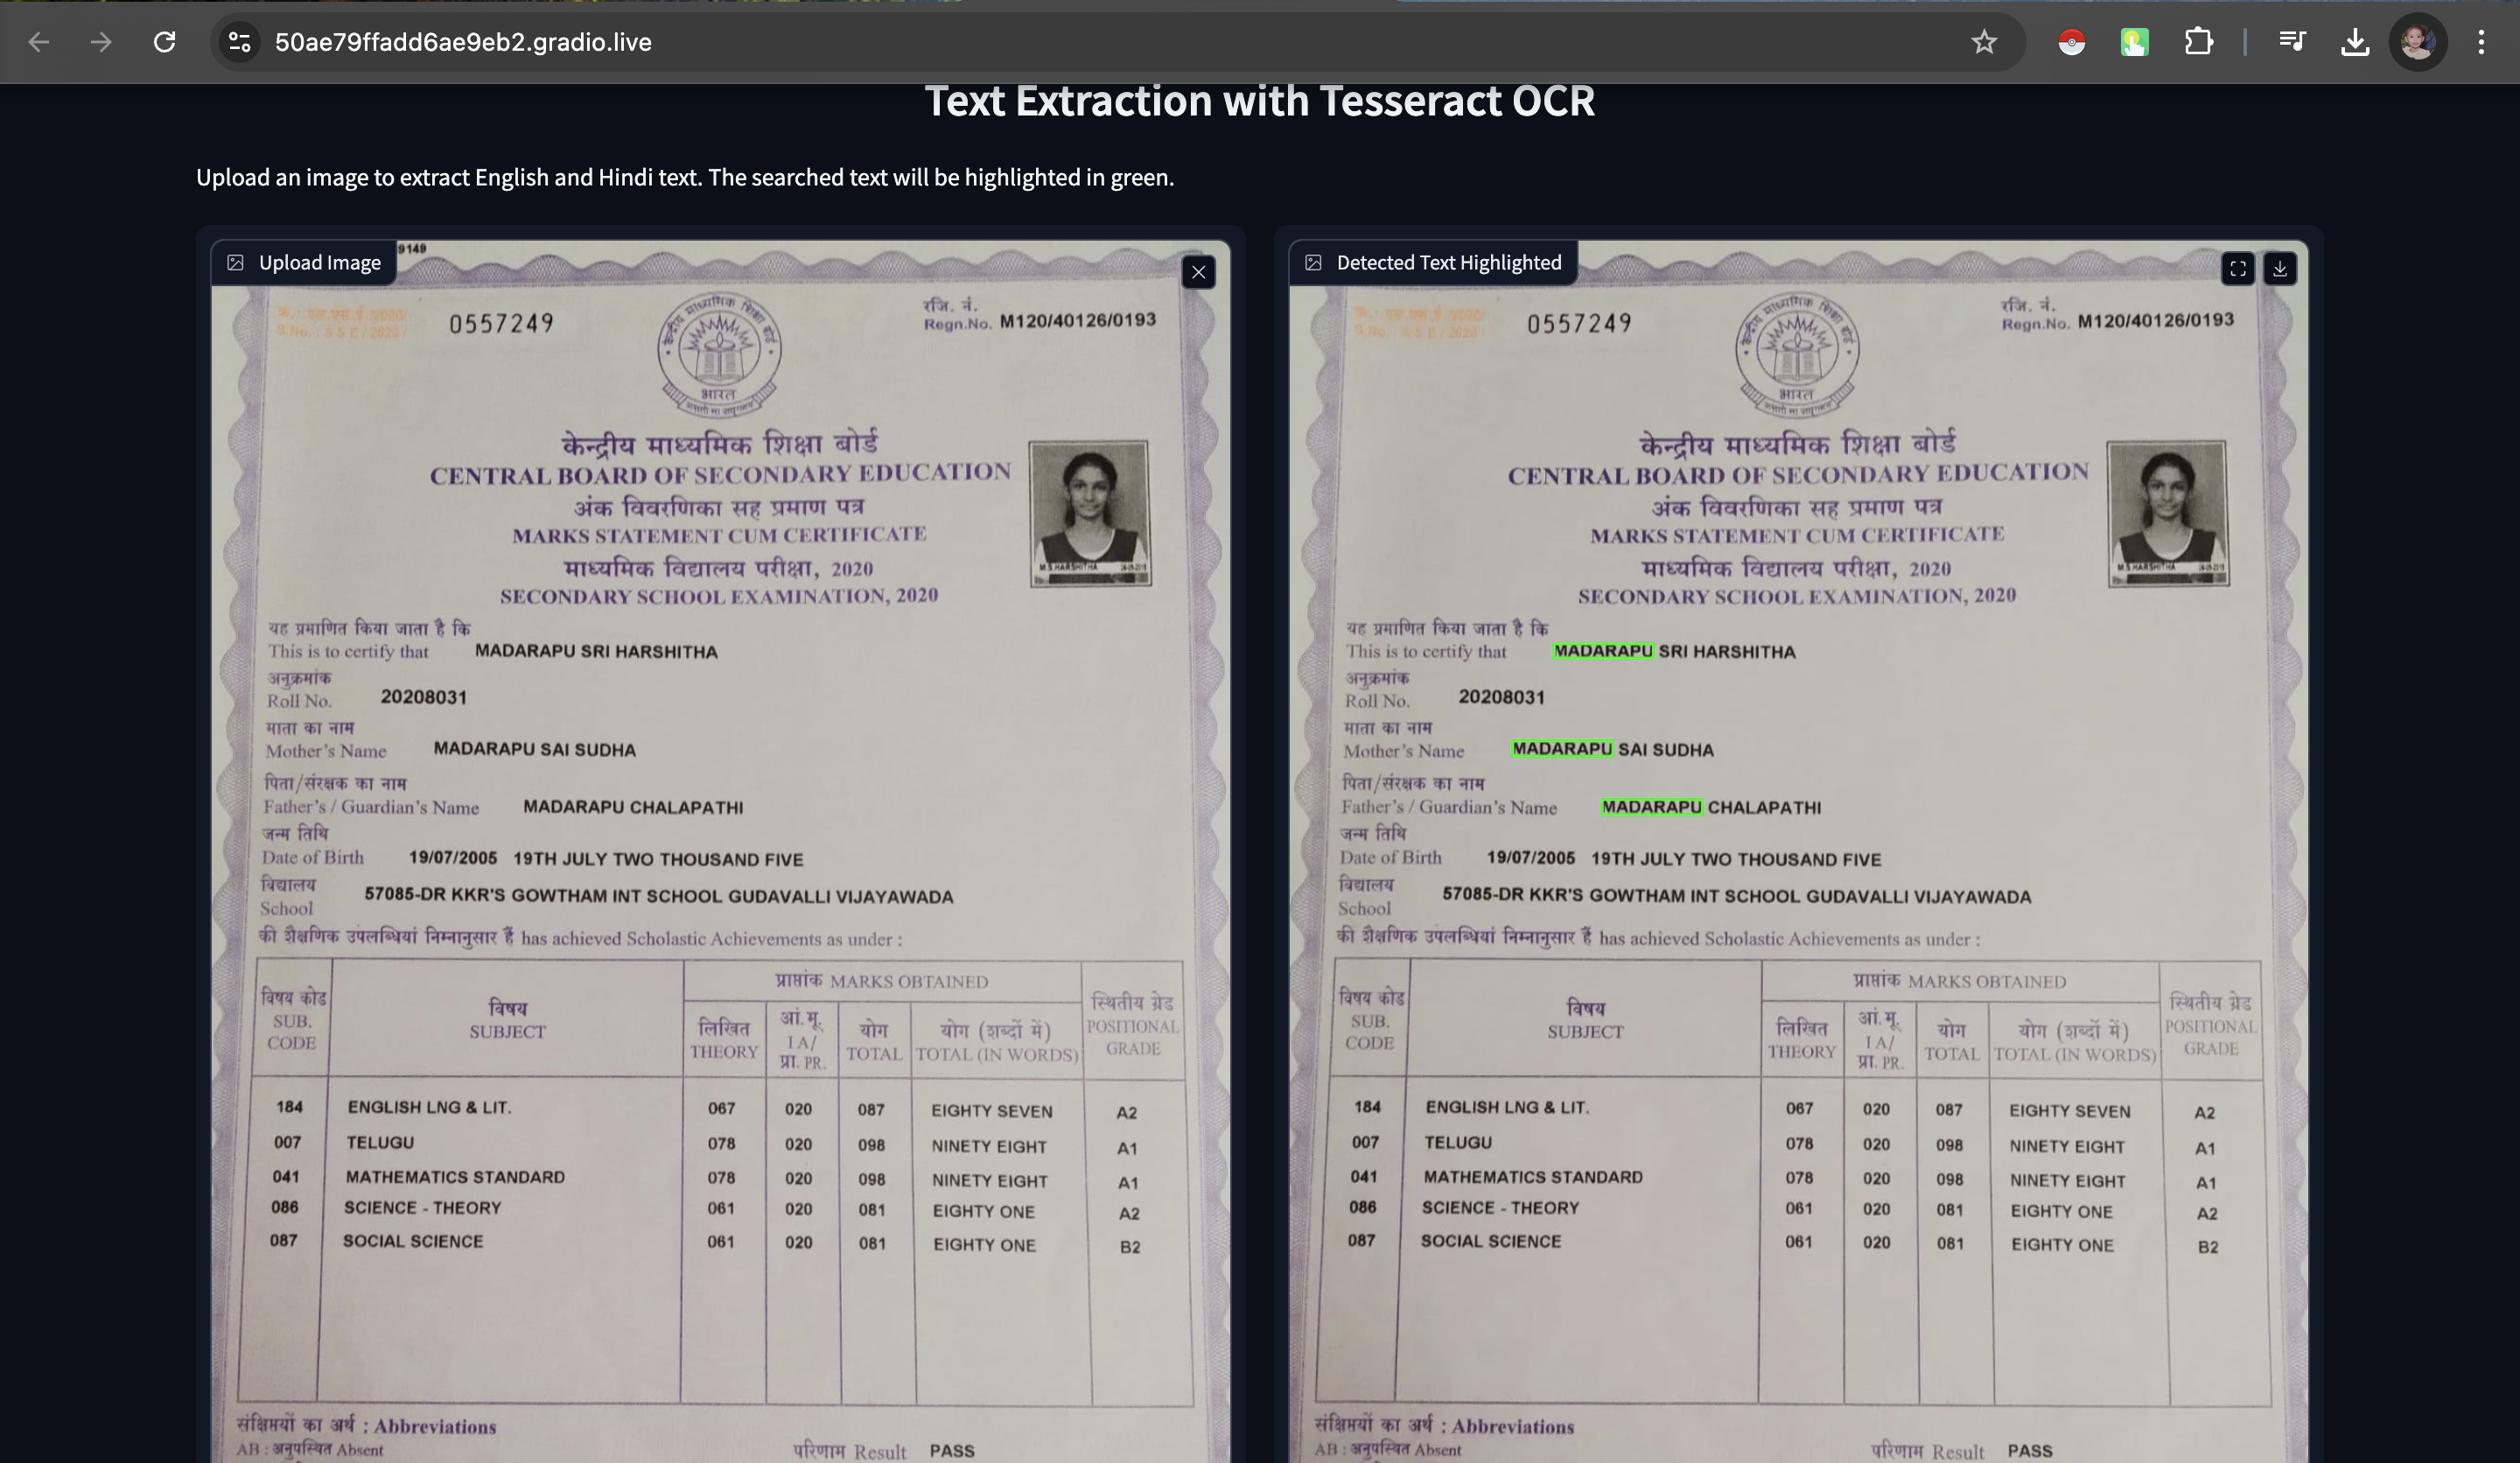 50ae79ffadd6ae9eb2.gradio.live
Text Extraction with Tesseract OCR
Upload an image to extract English and Hindi text. The searched text will be highlighted in green.
Upload Image
9149
0557249
रजि. नं.
Regn.No. M120/40126/0193
भारत
केन्द्रीय माध्यमिक शिक्षा बोर्ड
CENTRAL BOARD OF SECONDARY EDUCATION
अंक विवरणिका सह प्रमाण पत्र
MARKS STATEMENT CUM CERTIFICATE
माध्यमिक विद्यालय परीक्षा, 2020
SECONDARY SCHOOL EXAMINATION, 2020
M.S.HARSHITHA
यह प्रमाणित किया जाता है कि
This is to certify that MADARAPU SRI HARSHITHA
अनुक्रमांक
Roll No. 20208031
माता का नाम
Mother's Name MADARAPU SAI SUDHA
पिता/संरक्षक का नाम
Father's / Guardian's Name MADARAPU CHALAPATHI
जन्म तिथि
Date of Birth 19/07/2005 19TH JULY TWO THOUSAND FIVE
विद्यालय
School 57085-DR KKR'S GOWTHAM INT SCHOOL GUDAVALLI VIJAYAWADA
की शैक्षणिक उपलब्धियां निम्नानुसार हैं has achieved Scholastic Achievements as under :
विषय कोड SUB. CODE
विषय SUBJECT
प्राप्तांक MARKS OBTAINED
लिखित THEORY
आं.मू. I A/ प्रा. PR.
योग TOTAL
योग (शब्दों में) TOTAL (IN WORDS)
स्थितीय ग्रेड POSITIONAL GRADE
184 ENGLISH LNG & LIT. 067 020 087 EIGHTY SEVEN A2
007 TELUGU 078 020 098 NINETY EIGHT A1
041 MATHEMATICS STANDARD 078 020 098 NINETY EIGHT A1
086 SCIENCE - THEORY 061 020 081 EIGHTY ONE A2
087 SOCIAL SCIENCE 061 020 081 EIGHTY ONE B2
संक्षिप्तयों का अर्थ : Abbreviations
AB : अनुपस्थित Absent
परिणाम Result PASS
Detected Text Highlighted
0557249
रजि. नं.
Regn.No. M120/40126/0193
भारत
केन्द्रीय माध्यमिक शिक्षा बोर्ड
CENTRAL BOARD OF SECONDARY EDUCATION
अंक विवरणिका सह प्रमाण पत्र
MARKS STATEMENT CUM CERTIFICATE
माध्यमिक विद्यालय परीक्षा, 2020
SECONDARY SCHOOL EXAMINATION, 2020
M.S.HARSHITHA
यह प्रमाणित किया जाता है कि
This is to certify that MADARAPU SRI HARSHITHA
अनुक्रमांक
Roll No. 20208031
माता का नाम
Mother's Name MADARAPU SAI SUDHA
पिता/संरक्षक का नाम
Father's / Guardian's Name MADARAPU CHALAPATHI
जन्म तिथि
Date of Birth 19/07/2005 19TH JULY TWO THOUSAND FIVE
विद्यालय
School 57085-DR KKR'S GOWTHAM INT SCHOOL GUDAVALLI VIJAYAWADA
की शैक्षणिक उपलब्धियां निम्नानुसार हैं has achieved Scholastic Achievements as under :
विषय कोड SUB. CODE
विषय SUBJECT
प्राप्तांक MARKS OBTAINED
लिखित THEORY
आं.मू. I A/ प्रा. PR.
योग TOTAL
योग (शब्दों में) TOTAL (IN WORDS)
स्थितीय ग्रेड POSITIONAL GRADE
184 ENGLISH LNG & LIT. 067 020 087 EIGHTY SEVEN A2
007 TELUGU 078 020 098 NINETY EIGHT A1
041 MATHEMATICS STANDARD 078 020 098 NINETY EIGHT A1
086 SCIENCE - THEORY 061 020 081 EIGHTY ONE A2
087 SOCIAL SCIENCE 061 020 081 EIGHTY ONE B2
संक्षिप्तयों का अर्थ : Abbreviations
AB : अनुपस्थित Absent
परिणाम Result PASS